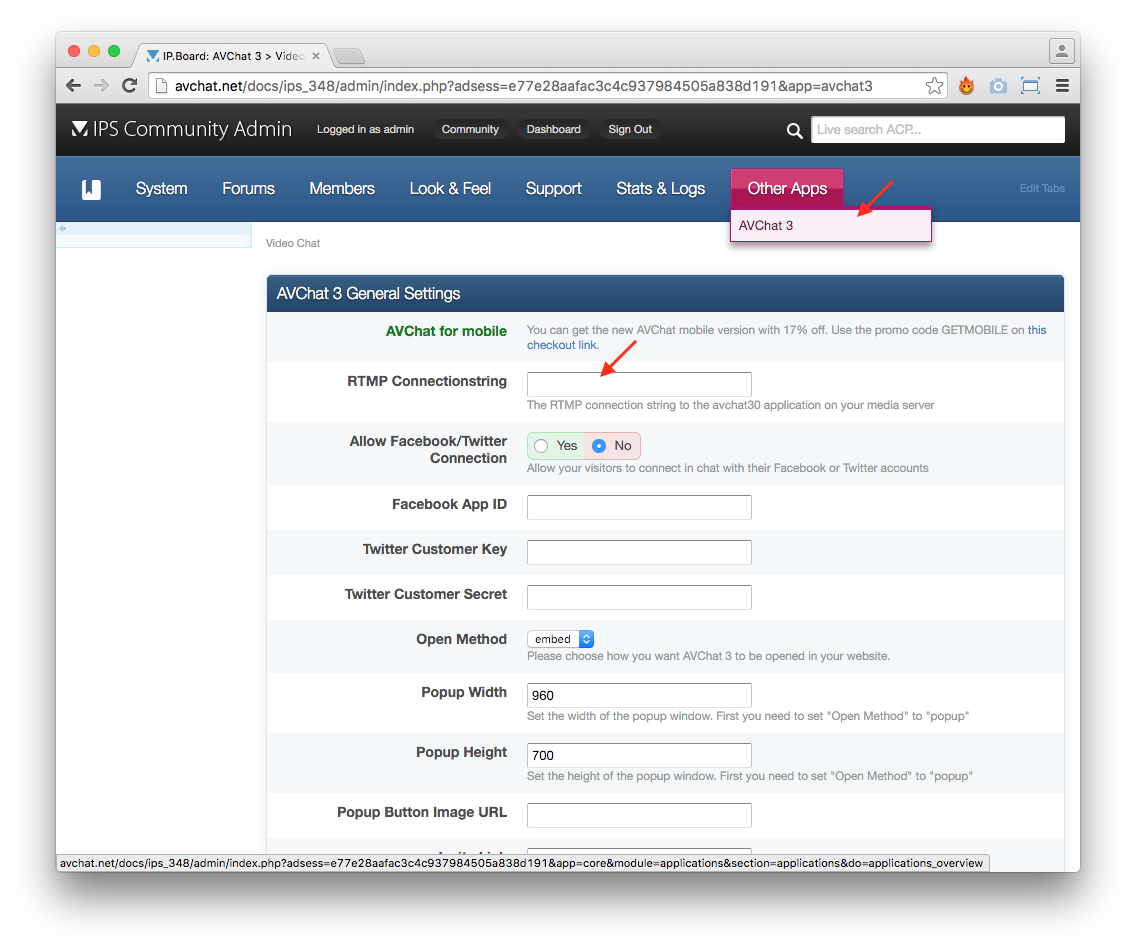 IP.Board: AVChat 3 > Video
avchat.net/docs/ips_348/admin/index.php?adsess=e77e28aafac3c4c937984505a838d191&app=avchat3
IPS Community Admin Logged in as admin Community Dashboard Sign Out Live search ACP...
System Forums Members Look & Feel Support Stats & Logs Other Apps Edit Tabs
AVChat 3
Video Chat
AVChat 3 General Settings
AVChat for mobile You can get the new AVChat mobile version with 17% off. Use the promo code GETMOBILE on this
checkout link.
RTMP Connectionstring
The RTMP connection string to the avchat30 application on your media server
Allow Facebook/Twitter
Connection
Yes No
Allow your visitors to connect in chat with their Facebook or Twitter accounts
Facebook App ID
Twitter Customer Key
Twitter Customer Secret
Open Method embed
Please choose how you want AVChat 3 to be opened in your website.
Popup Width 960
Set the width of the popup window. First you need to set "Open Method" to "popup"
Popup Height 700
Set the height of the popup window. First you need to set "Open Method" to "popup"
Popup Button Image URL
avchat.net/docs/ips_348/admin/index.php?adsess=e77e28aafac3c4c937984505a838d191&app=core&module=applications&section=applications&do=applications_overview